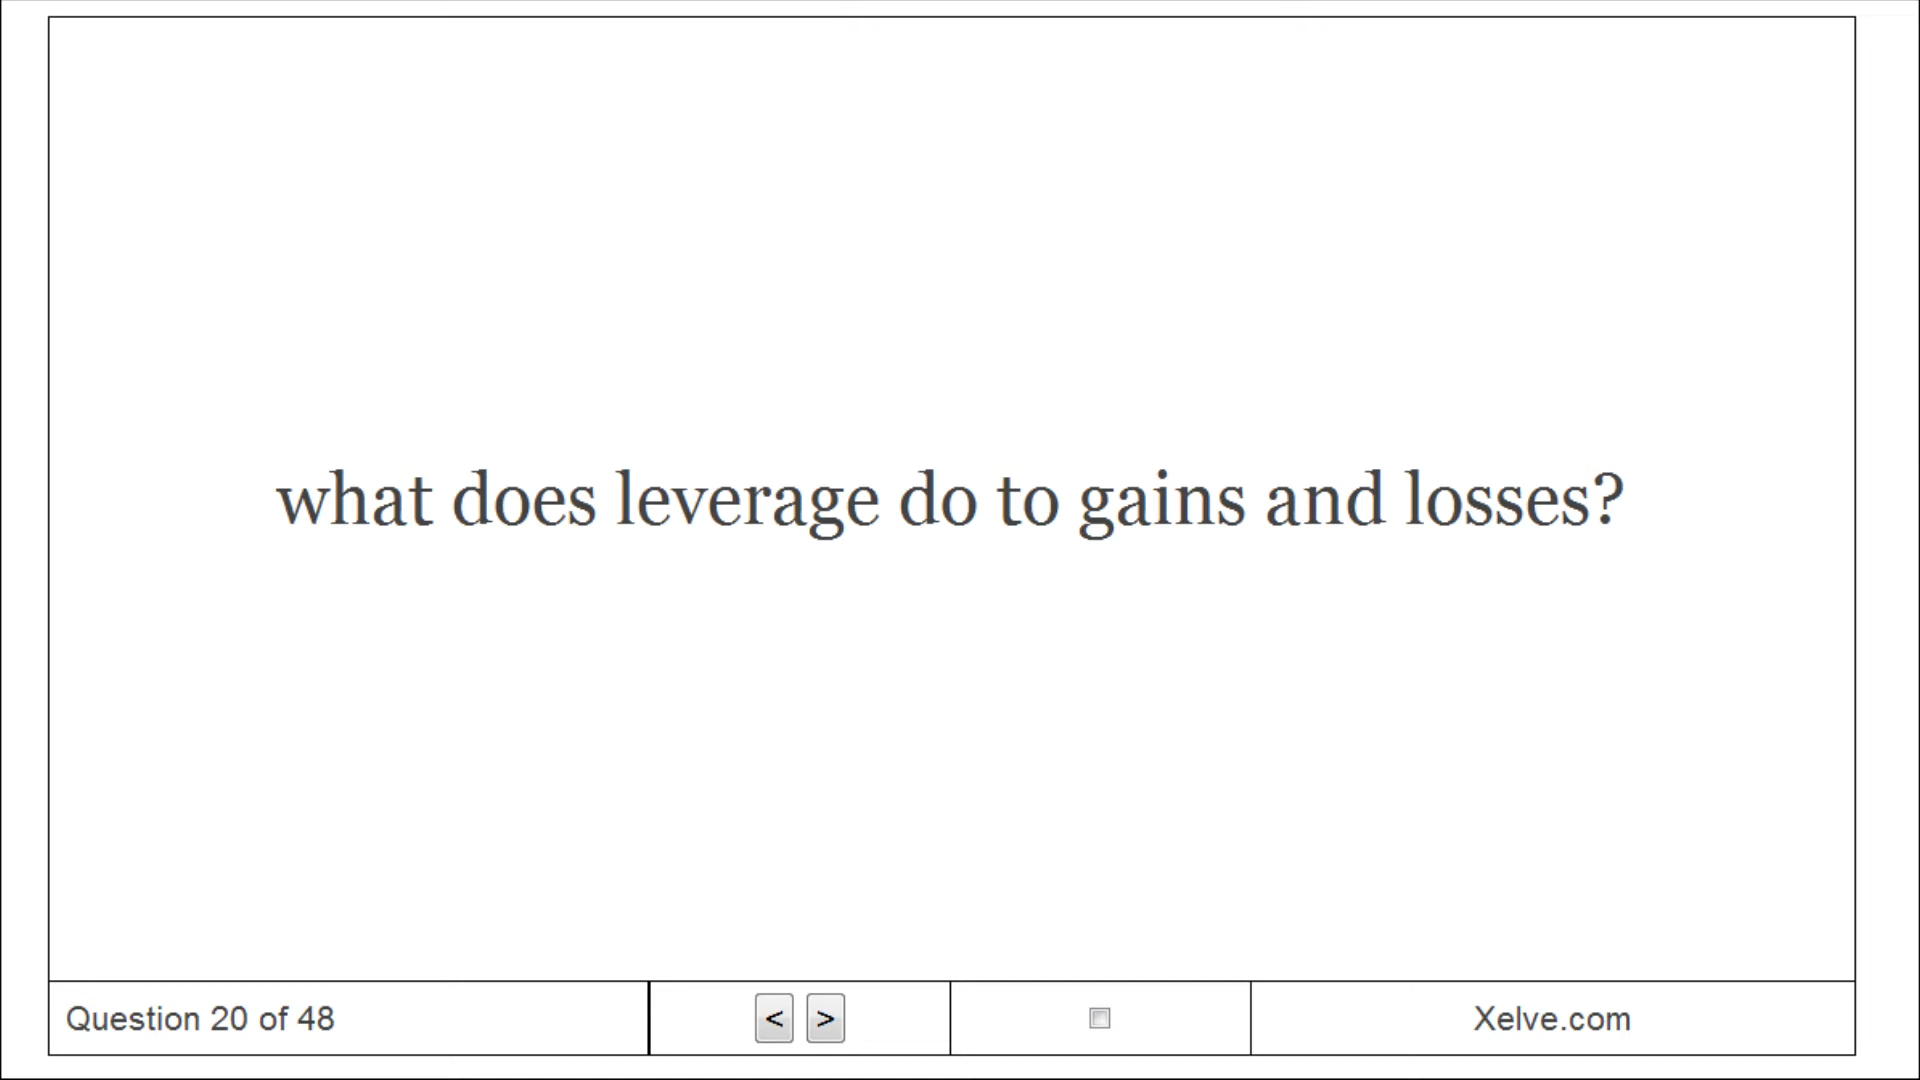 what does leverage do to gains and losses?
Question 20 of 48
< >
Xelve.com